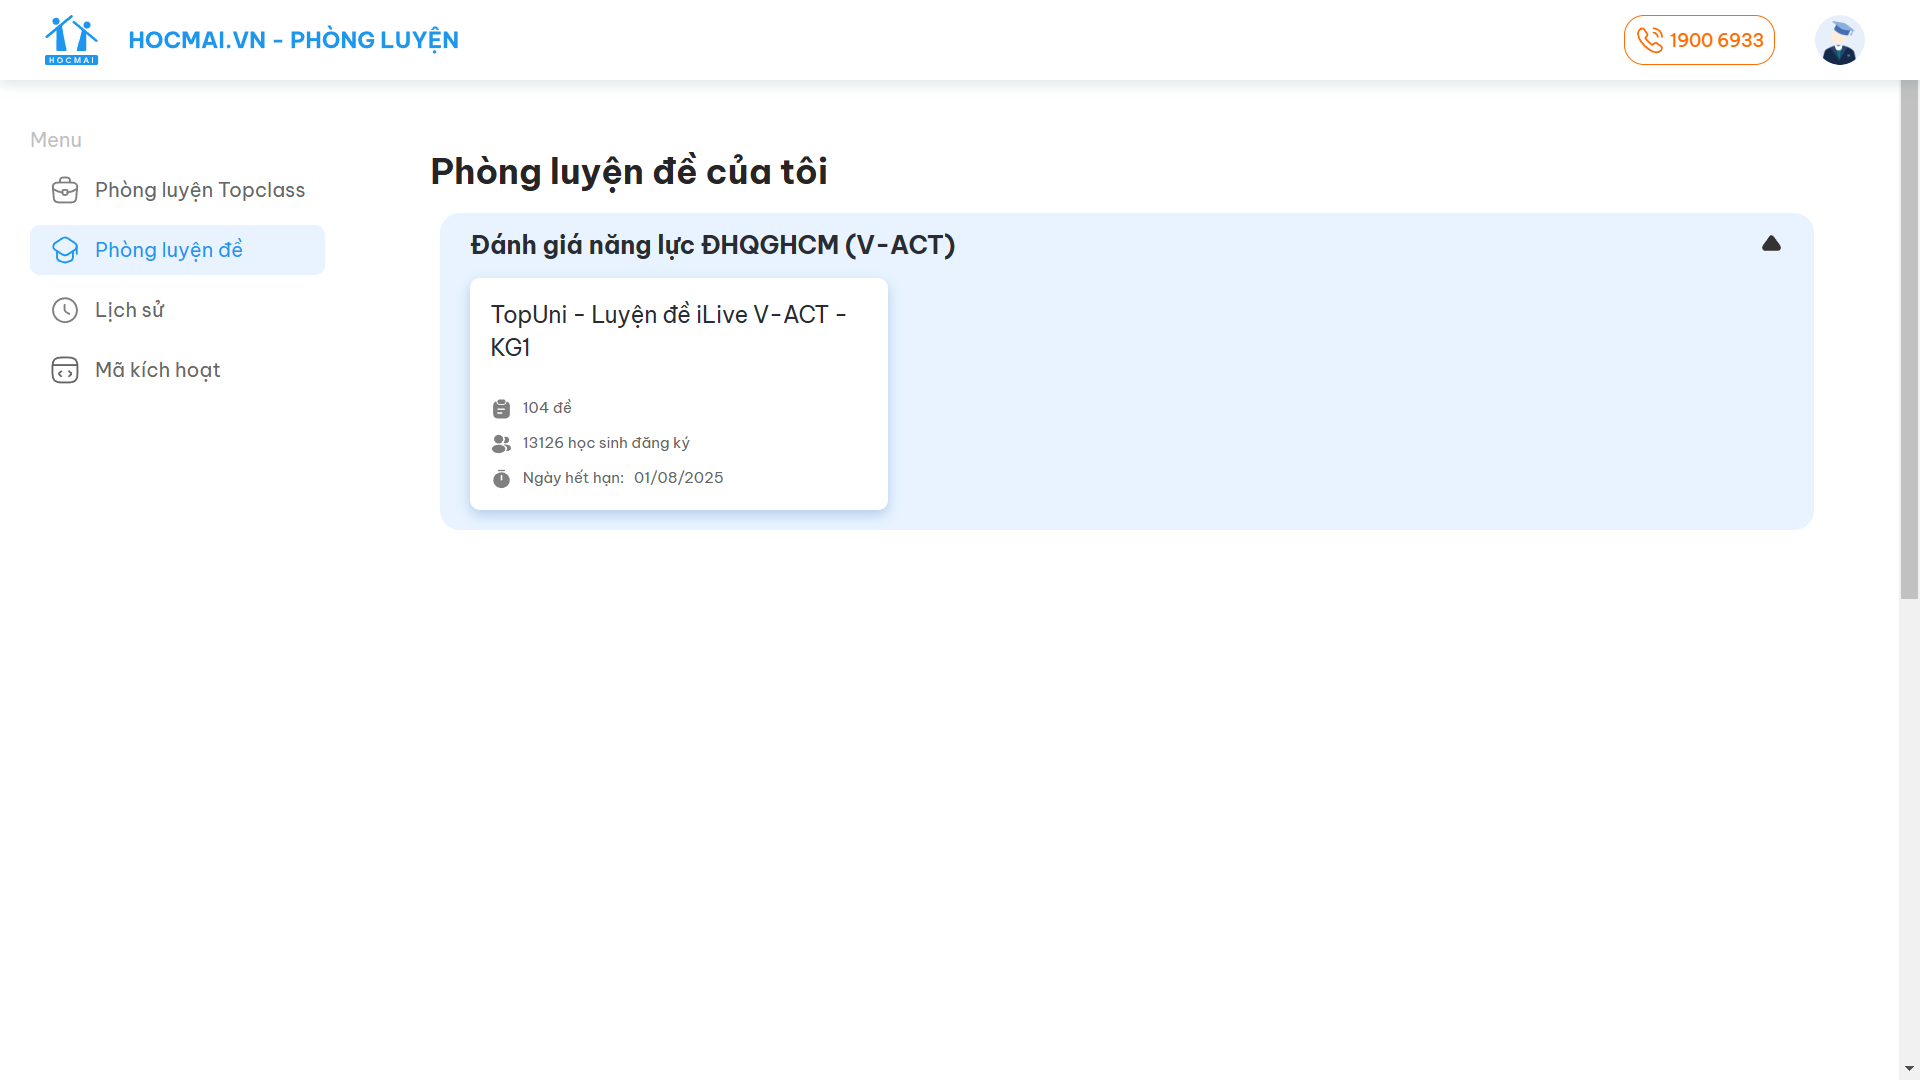 HOCMAI
HOCMAI.VN - PHÒNG LUYỆN
1900 6933
Menu
Phòng luyện Topclass
Phòng luyện đề
Lịch sử
Mã kích hoạt
Phòng luyện đề của tôi
Đánh giá năng lực ĐHQGHCM (V-ACT)
TopUni - Luyện đề iLive V-ACT -
KG1
104 đề
13126 học sinh đăng ký
Ngày hết hạn: 01/08/2025